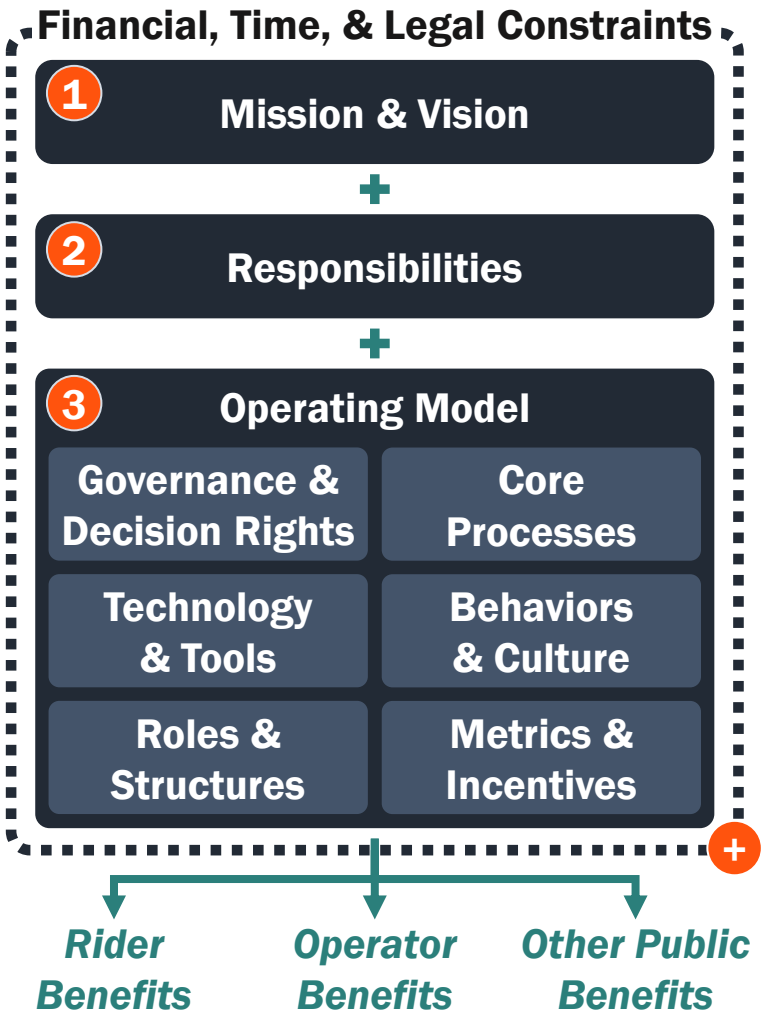 Financial, Time, & Legal Constraints
1
Mission & Vision
+
2
Responsibilities
+
3
Operating Model
Governance &
Decision Rights
Core
Processes
Technology
& Tools
Behaviors
& Culture
Roles &
Structures
Metrics &
Incentives
+
Rider
Benefits
Operator
Benefits
Other Public
Benefits